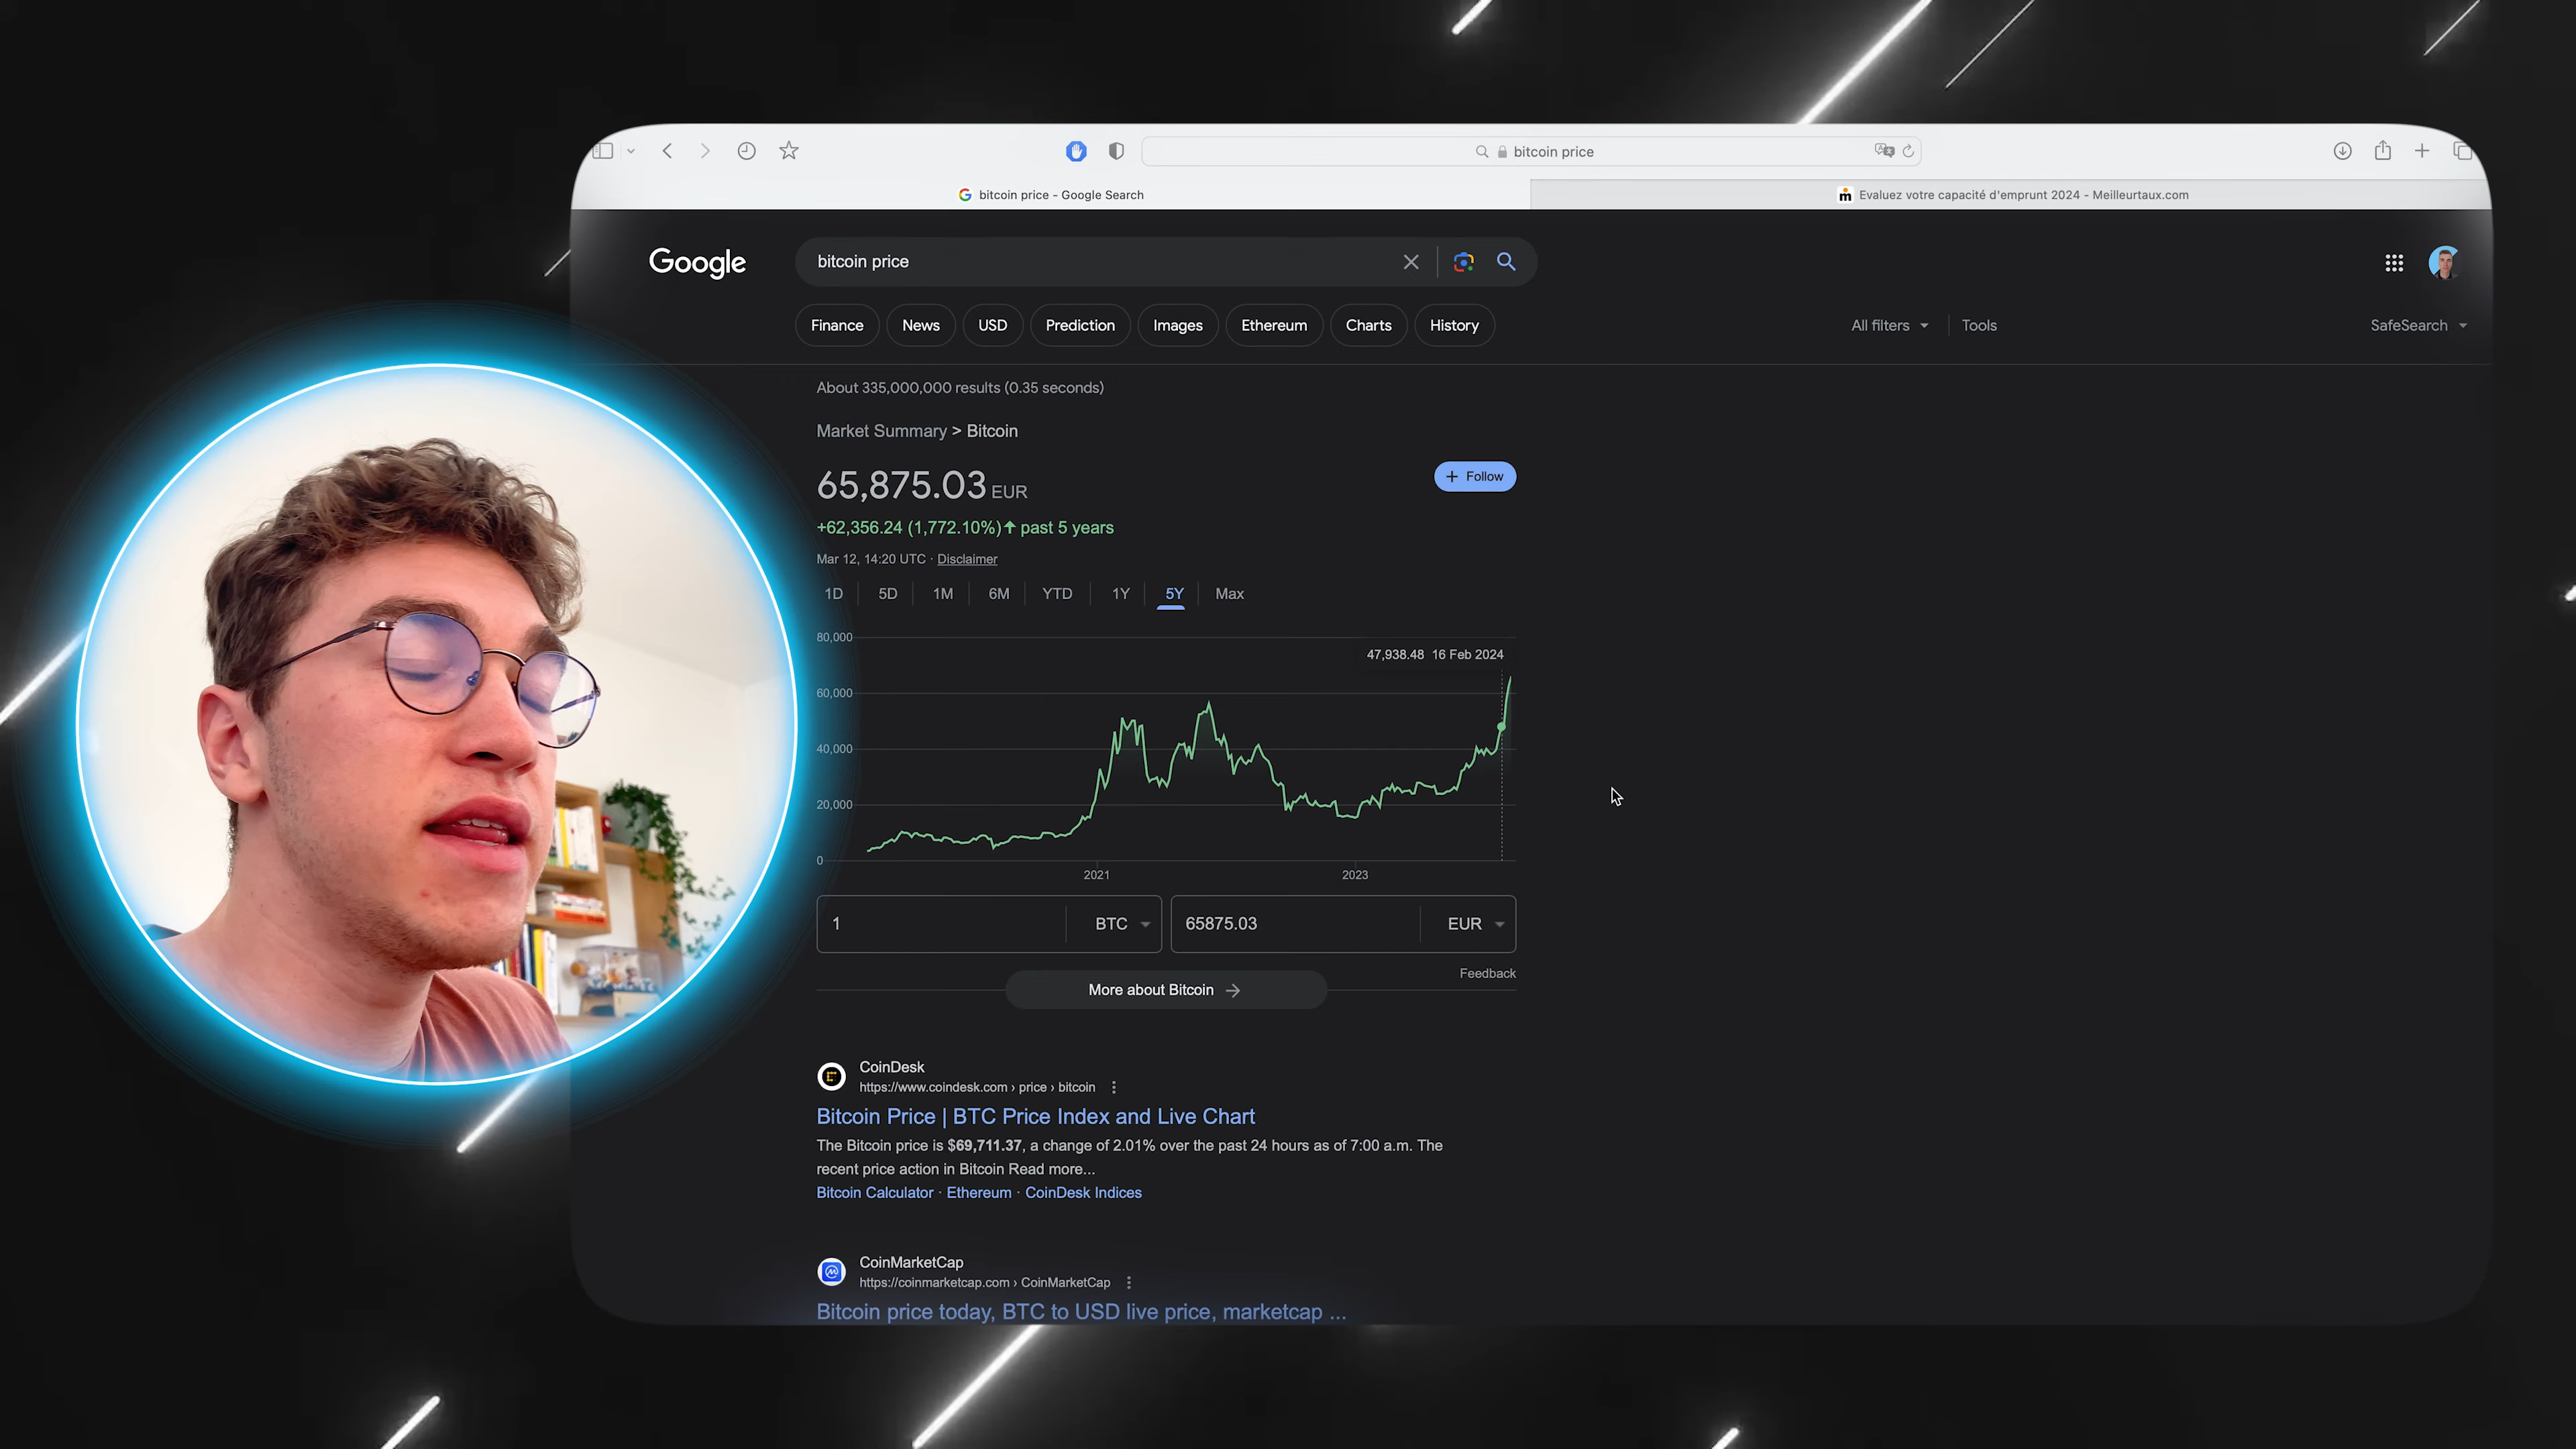 bitcoin price
bitcoin price - Google Search
Evaluez votre capacité d'emprunt 2024 - Meilleurtaux.com
Google
bitcoin price
Finance
News
USD
Prediction
Images
Ethereum
Charts
History
All filters
Tools
SafeSearch
About 335,000,000 results (0.35 seconds)
Market Summary > Bitcoin
65,875.03 EUR
+ Follow
+62,356.24 (1,772.10%) past 5 years
Mar 12, 14:20 UTC · Disclaimer
1D
5D
1M
6M
YTD
1Y
5Y
Max
80,000
47,938.48 16 Feb 2024
60,000
40,000
20,000
0
2021
2023
1
BTC
65875.03
EUR
Feedback
More about Bitcoin
CoinDesk
https://www.coindesk.com › price › bitcoin
Bitcoin Price | BTC Price Index and Live Chart
The Bitcoin price is $69,711.37, a change of 2.01% over the past 24 hours as of 7:00 a.m. The
recent price action in Bitcoin Read more...
Bitcoin Calculator · Ethereum · CoinDesk Indices
CoinMarketCap
https://coinmarketcap.com › CoinMarketCap
Bitcoin price today, BTC to USD live price, marketcap ...